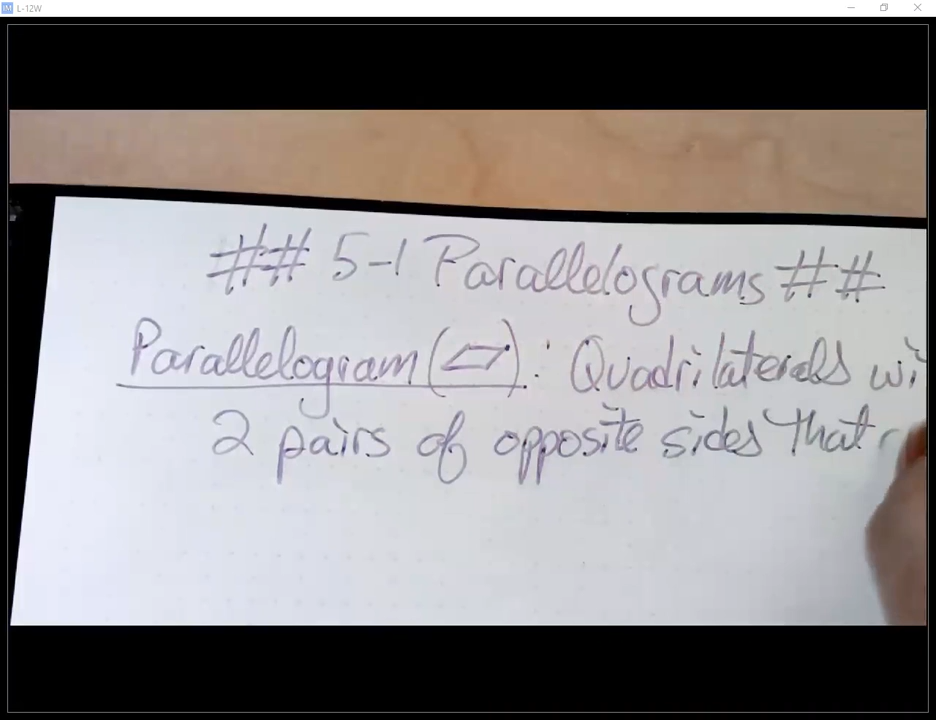 L-12W
## 5-1 Parallelograms ##
Parallelogram (▱): Quadrilaterals wi
2 pairs of opposite sides that